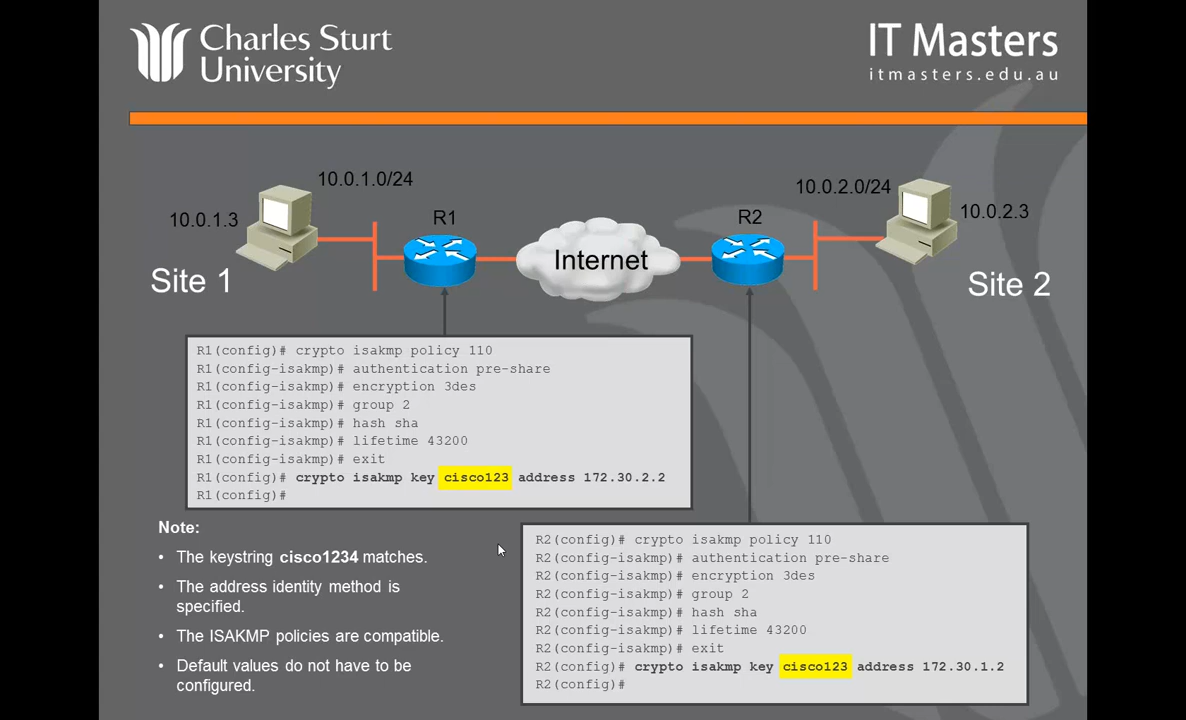 Charles Sturt
University
IT Masters
itmasters.edu.au
10.0.1.0/24
10.0.2.0/24
10.0.1.3
R1
R2
10.0.2.3
Internet
Site 1
Site 2
R1(config)# crypto isakmp policy 110
R1(config-isakmp)# authentication pre-share
R1(config-isakmp)# encryption 3des
R1(config-isakmp)# group 2
R1(config-isakmp)# hash sha
R1(config-isakmp)# lifetime 43200
R1(config-isakmp)# exit
R1(config)# crypto isakmp key cisco123 address 172.30.2.2
R1(config)#
Note:
• The keystring cisco1234 matches.
• The address identity method is
specified.
• The ISAKMP policies are compatible.
• Default values do not have to be
configured.
R2(config)# crypto isakmp policy 110
R2(config-isakmp)# authentication pre-share
R2(config-isakmp)# encryption 3des
R2(config-isakmp)# group 2
R2(config-isakmp)# hash sha
R2(config-isakmp)# lifetime 43200
R2(config-isakmp)# exit
R2(config)# crypto isakmp key cisco123 address 172.30.1.2
R2(config)#